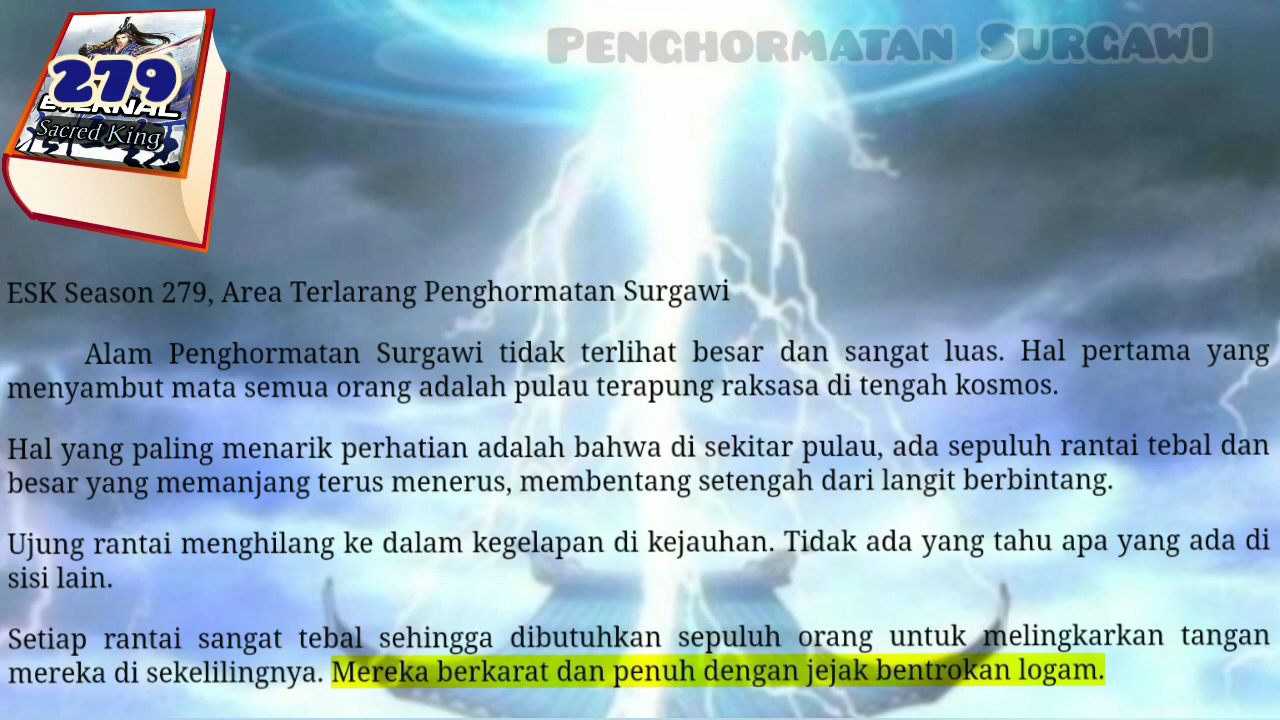 Penghormatan Surgawi
279
ETERNAL
Sacred King
ESK Season 279, Area Terlarang Penghormatan Surgawi
Alam Penghormatan Surgawi tidak terlihat besar dan sangat luas. Hal pertama yang
menyambut mata semua orang adalah pulau terapung raksasa di tengah kosmos.
Hal yang paling menarik perhatian adalah bahwa di sekitar pulau, ada sepuluh rantai tebal dan
besar yang memanjang terus menerus, membentang setengah dari langit berbintang.
Ujung rantai menghilang ke dalam kegelapan di kejauhan. Tidak ada yang tahu apa yang ada di
sisi lain.
Setiap rantai sangat tebal sehingga dibutuhkan sepuluh orang untuk melingkarkan tangan
mereka di sekelilingnya. Mereka berkarat dan penuh dengan jejak bentrokan logam.